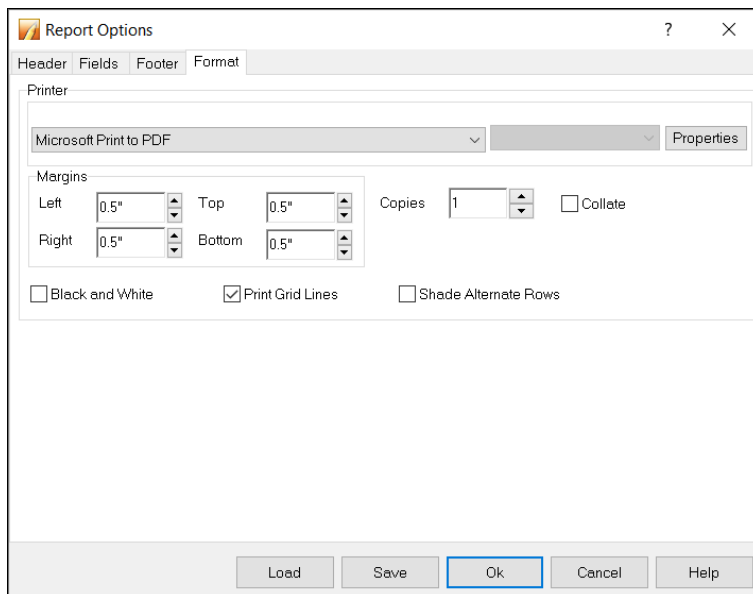 Report Options
Header Fields Footer Format
Printer
Microsoft Print to PDF Properties
Margins
Left 0.5" Top 0.5" Copies 1 Collate
Right 0.5" Bottom 0.5"
Black and White Print Grid Lines Shade Alternate Rows
Load Save Ok Cancel Help